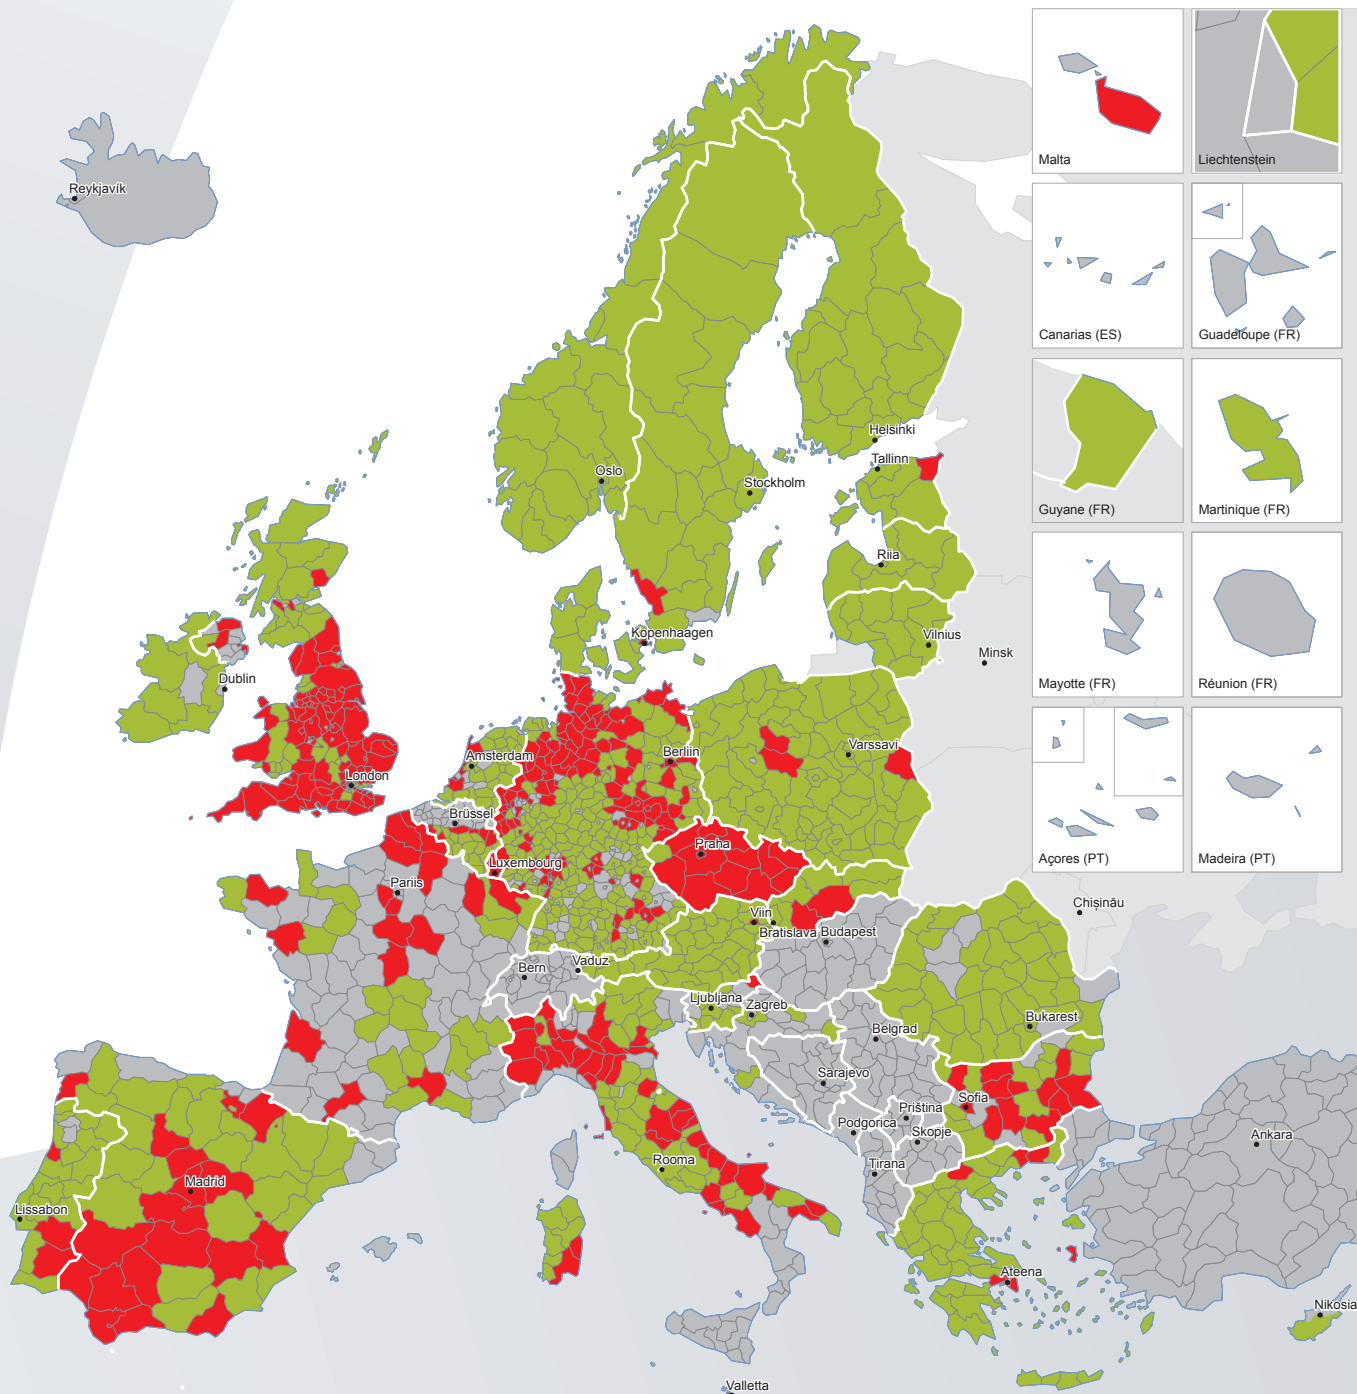 Malta
Liechtenstein
Reykjavík
Canarias (ES)
Guadeloupe (FR)
Helsinki
Tallinn
Oslo
Stockholm
Guyane (FR)
Martinique (FR)
Riia
Kopenhaagen
Vilnius
Minsk
Dublin
Mayotte (FR)
Réunion (FR)
Amsterdam
Berliin
Varssavi
London
Brüssel
Praha
Luxembourg
Açores (PT)
Madeira (PT)
Pariis
Viin
Chișinău
Bratislava
Budapest
Bern
Vaduz
Ljubljana
Zagreb
Bukarest
Belgrad
Sarajevo
Sofia
Priština
Podgorica
Skopje
Ankara
Rooma
Tirana
Madrid
Lissabon
Ateena
Nikosia
Valletta